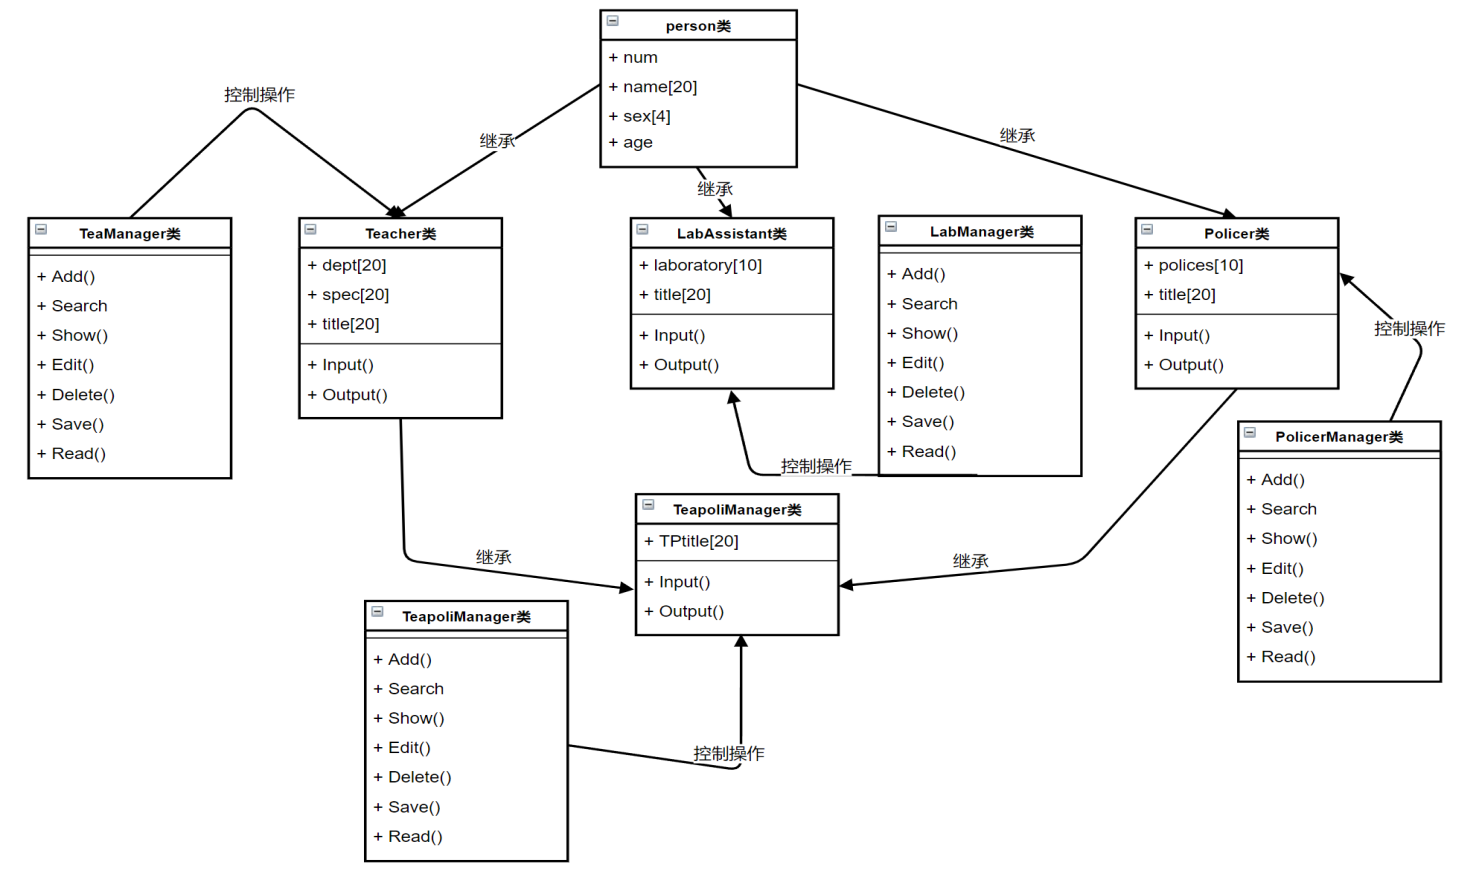 person类
+ num
+ name[20]
+ sex[4]
+ age
控制操作
继承
继承
继承
TeaManager类
+ Add()
+ Search
+ Show()
+ Edit()
+ Delete()
+ Save()
+ Read()
Teacher类
+ dept[20]
+ spec[20]
+ title[20]
+ Input()
+ Output()
LabAssistant类
+ laboratory[10]
+ title[20]
+ Input()
+ Output()
LabManager类
+ Add()
+ Search
+ Show()
+ Edit()
+ Delete()
+ Save()
+ Read()
Policer类
+ polices[10]
+ title[20]
+ Input()
+ Output()
控制操作
PolicerManager类
+ Add()
+ Search
+ Show()
+ Edit()
+ Delete()
+ Save()
+ Read()
控制操作
继承
继承
TeapoliManager类
+ TPtitle[20]
+ Input()
+ Output()
TeapoliManager类
+ Add()
+ Search
+ Show()
+ Edit()
+ Delete()
+ Save()
+ Read()
控制操作